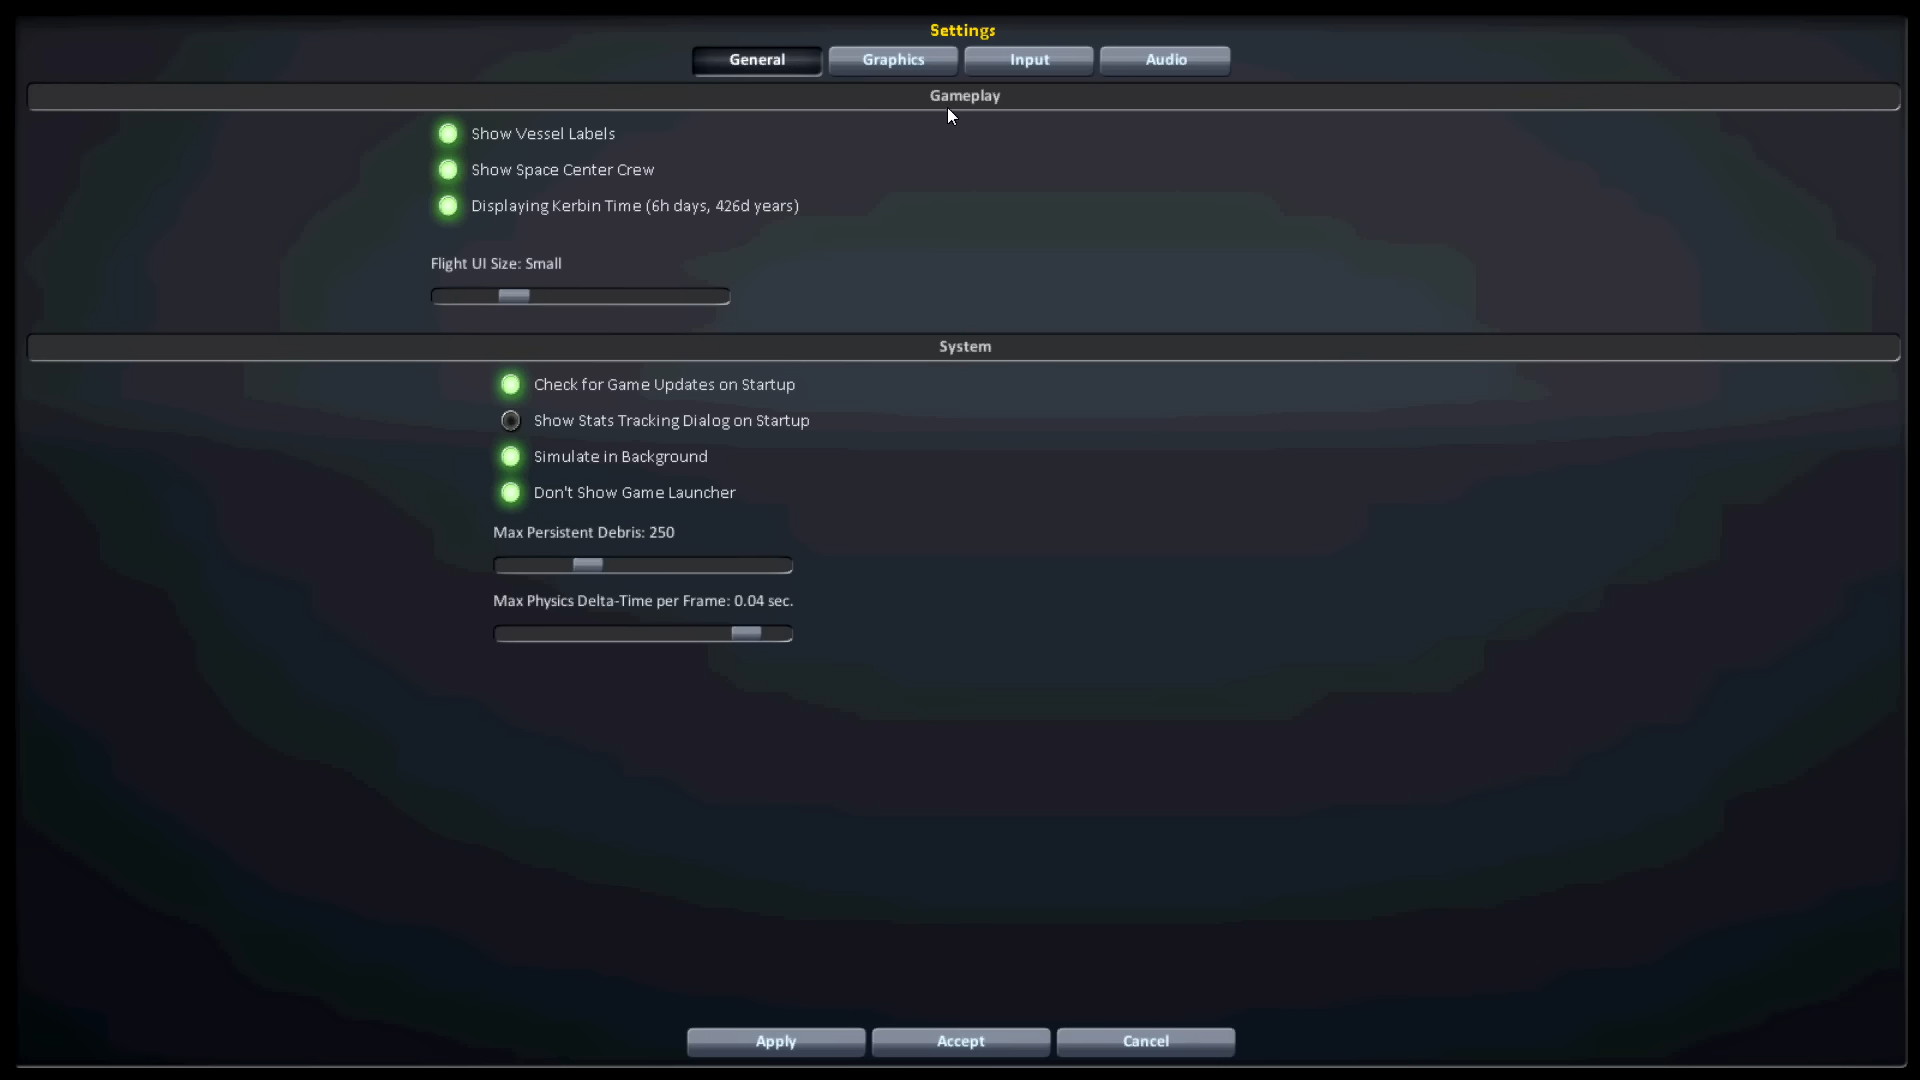 Settings
General Graphics Input Audio
Gameplay
Show Vessel Labels
Show Space Center Crew
Displaying Kerbin Time (6h days, 426d years)
Flight UI Size: Small
System
Check for Game Updates on Startup
Show Stats Tracking Dialog on Startup
Simulate in Background
Don't Show Game Launcher
Max Persistent Debris: 250
Max Physics Delta-Time per Frame: 0.04 sec.
Apply Accept Cancel